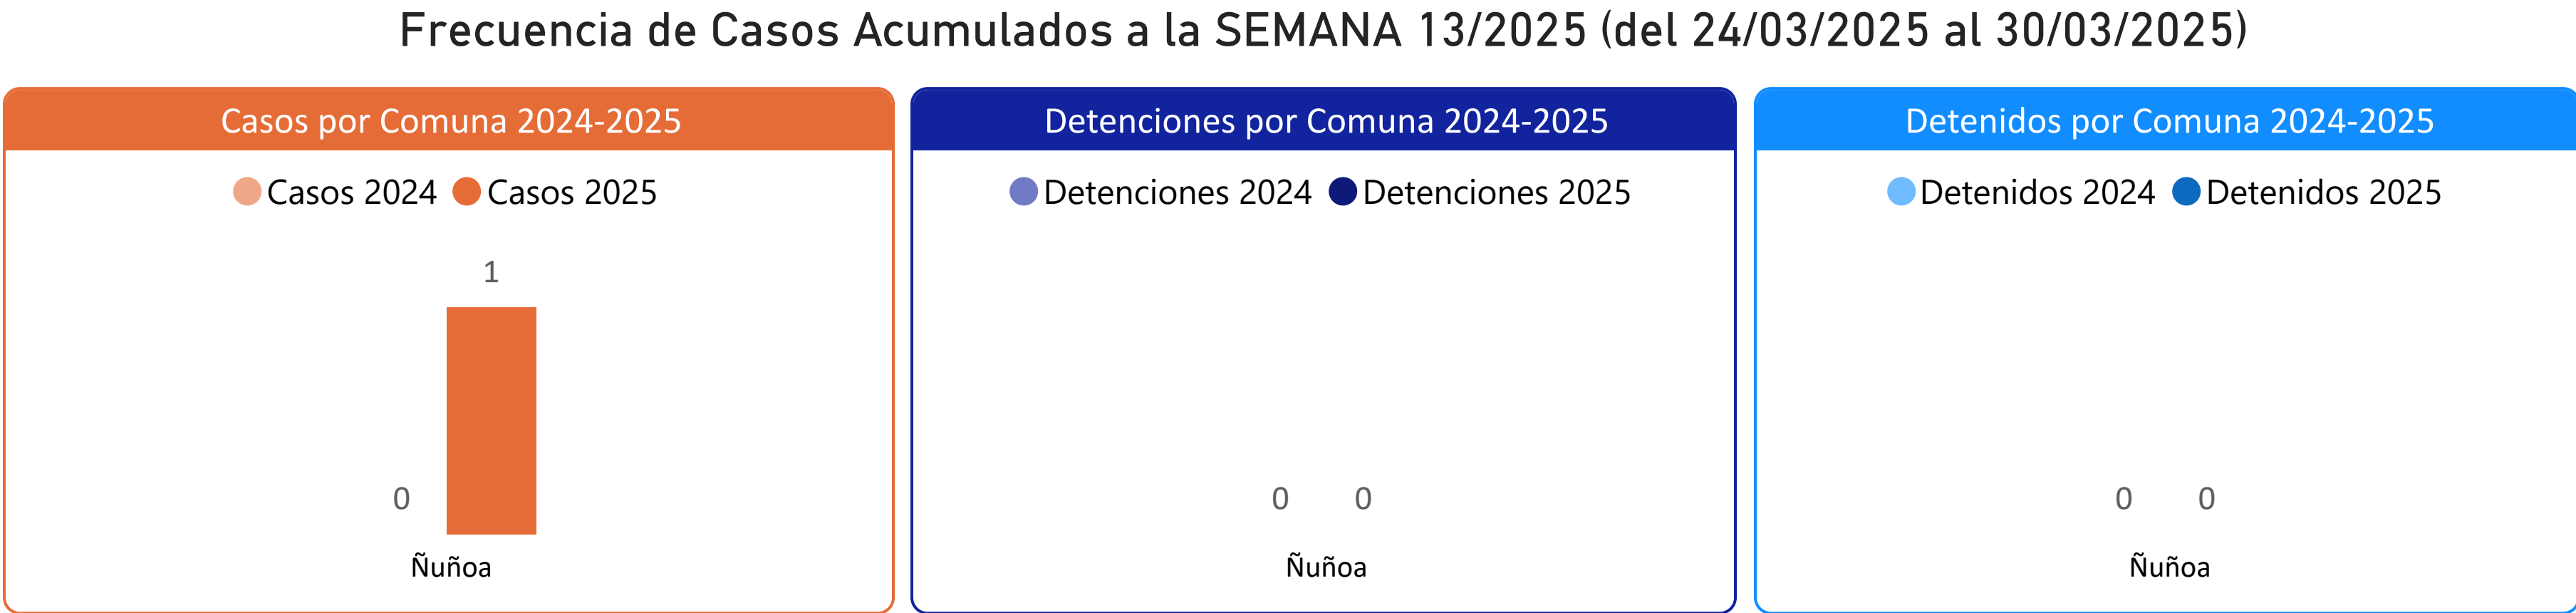 Frecuencia de Casos Acumulados a la SEMANA 13/2025 (del 24/03/2025 al 30/03/2025)
Casos por Comuna 2024-2025
Casos 2024 Casos 2025
1
0
Ñuñoa
Detenciones por Comuna 2024-2025
Detenciones 2024 Detenciones 2025
0 0
Ñuñoa
Detenidos por Comuna 2024-2025
Detenidos 2024 Detenidos 2025
0 0
Ñuñoa